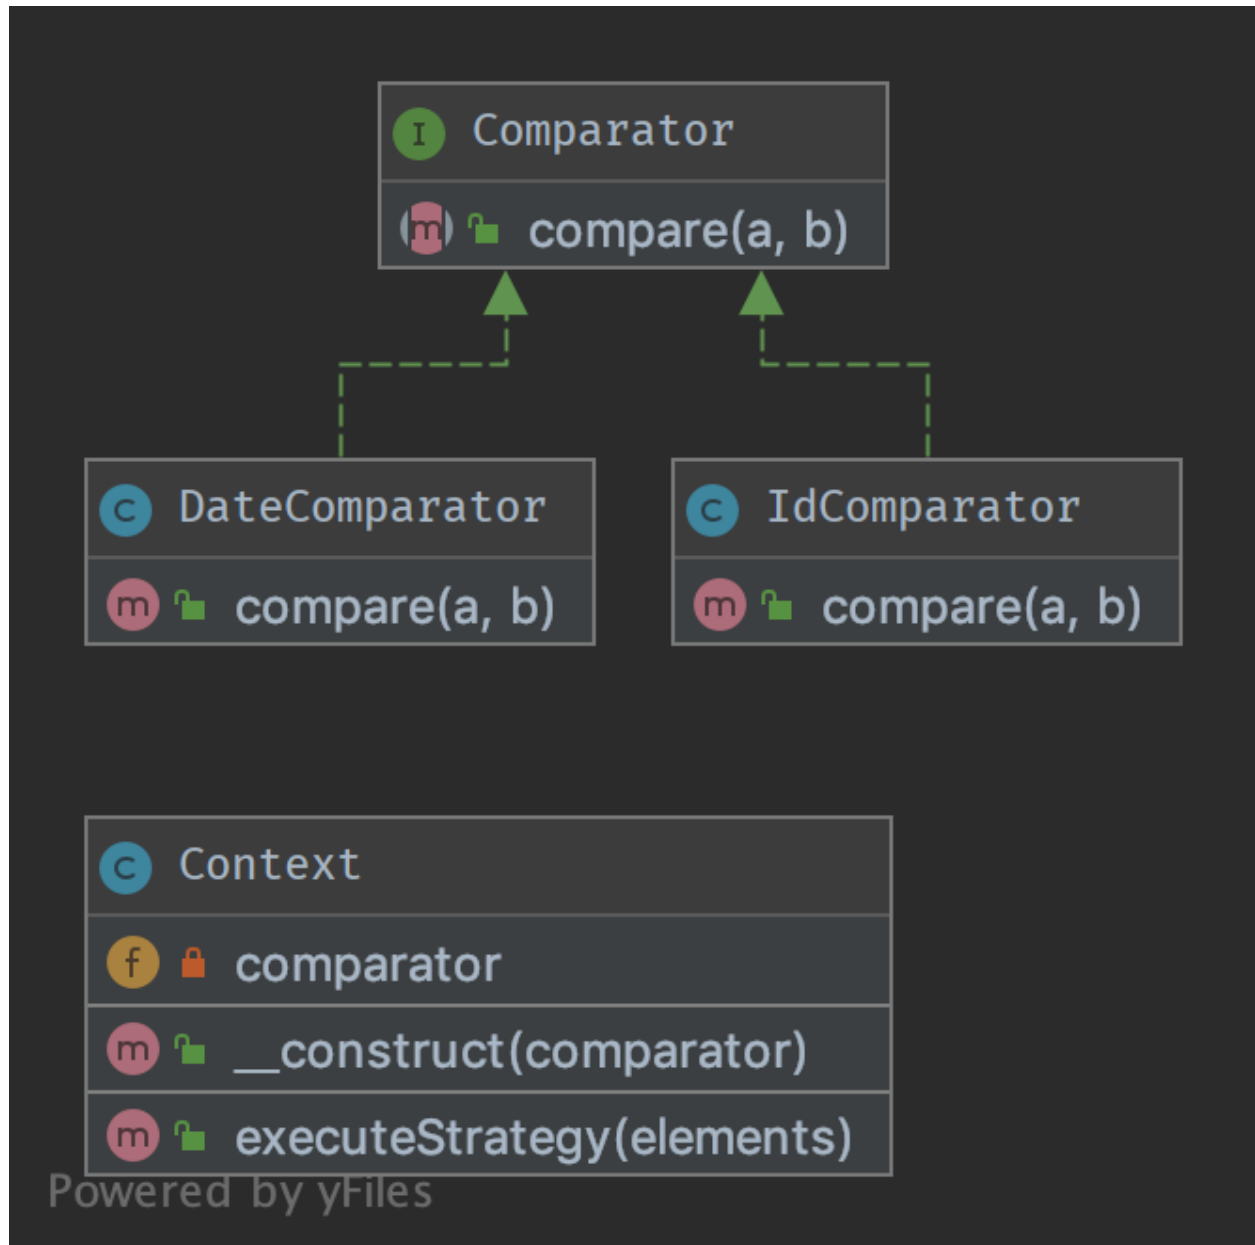 I Comparator
m compare(a, b)
C DateComparator
m compare(a, b)
C IdComparator
m compare(a, b)
C Context
f comparator
m __construct(comparator)
m executeStrategy(elements)
Powered by yFiles